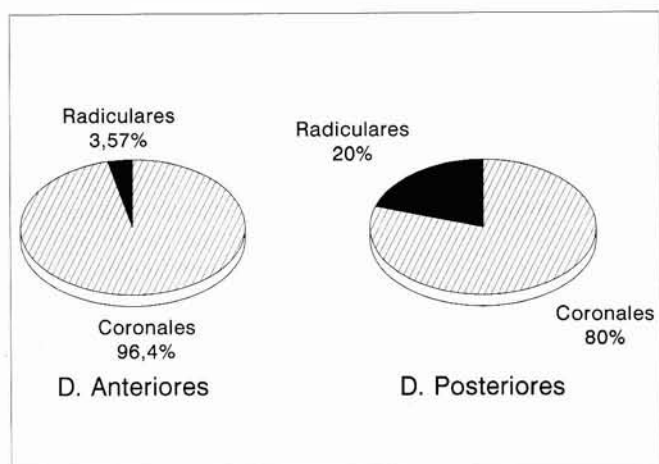 Radiculares
3,57%
Coronales
96,4%
D. Anteriores
Radiculares
20%
Coronales
80%
D. Posteriores